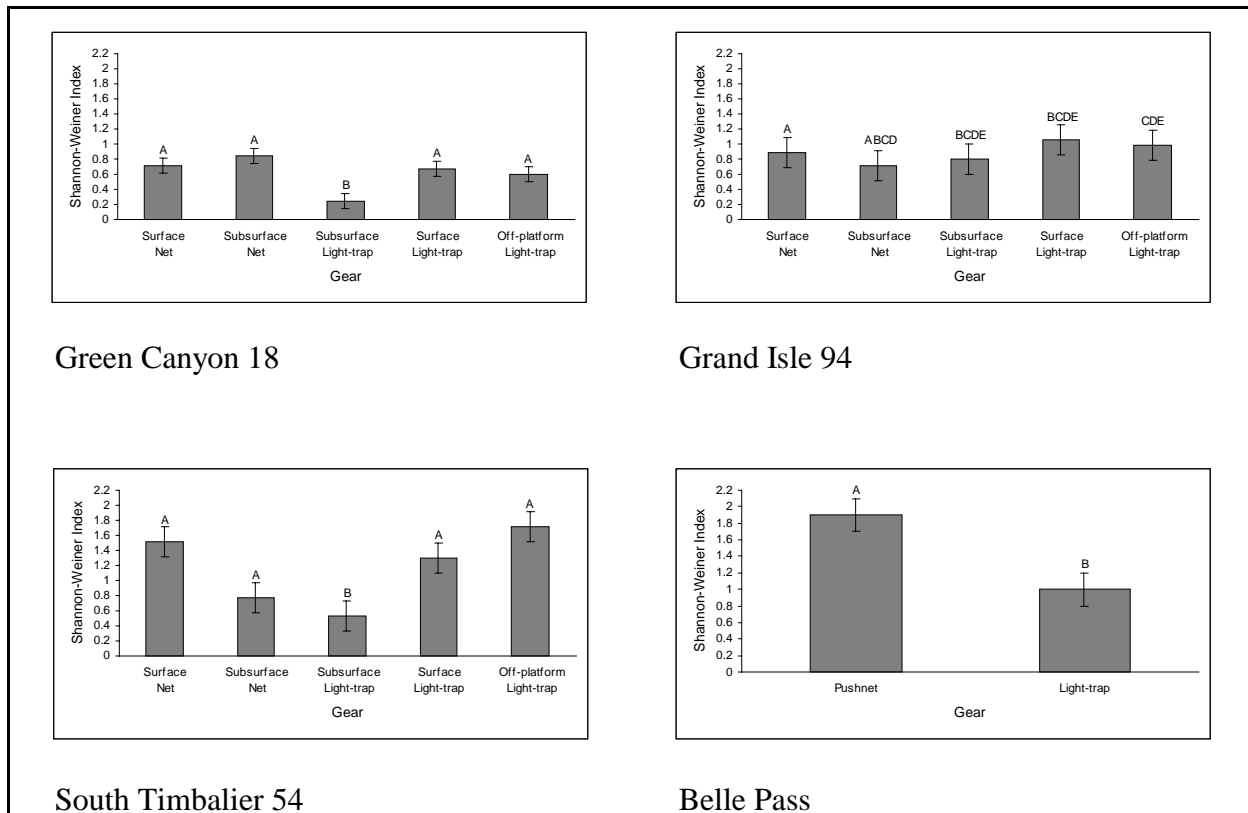 2.2
2
1.8
1.6
1.4
1.2
1
0.8
0.6
0.4
0.2
0
Shannon-Weiner Index
A
A
B
A
A
Surface Net
Subsurface Net
Subsurface Light-trap
Surface Light-trap
Off-platform Light-trap
Gear
Green Canyon 18
2.2
2
1.8
1.6
1.4
1.2
1
0.8
0.6
0.4
0.2
0
Shannon-Weiner Index
A
ABCD
BCDE
BCDE
CDE
Surface Net
Subsurface Net
Subsurface Light-trap
Surface Light-trap
Off-platform Light-trap
Gear
Grand Isle 94
2.2
2
1.8
1.6
1.4
1.2
1
0.8
0.6
0.4
0.2
0
Shannon-Weiner Index
A
A
B
A
A
Surface Net
Subsurface Net
Subsurface Light-trap
Surface Light-trap
Off-platform Light-trap
Gear
South Timbalier 54
2.2
2
1.8
1.6
1.4
1.2
1
0.8
0.6
0.4
0.2
0
Shannon-Weiner Index
A
B
Pushnet
Light-trap
Gear
Belle Pass